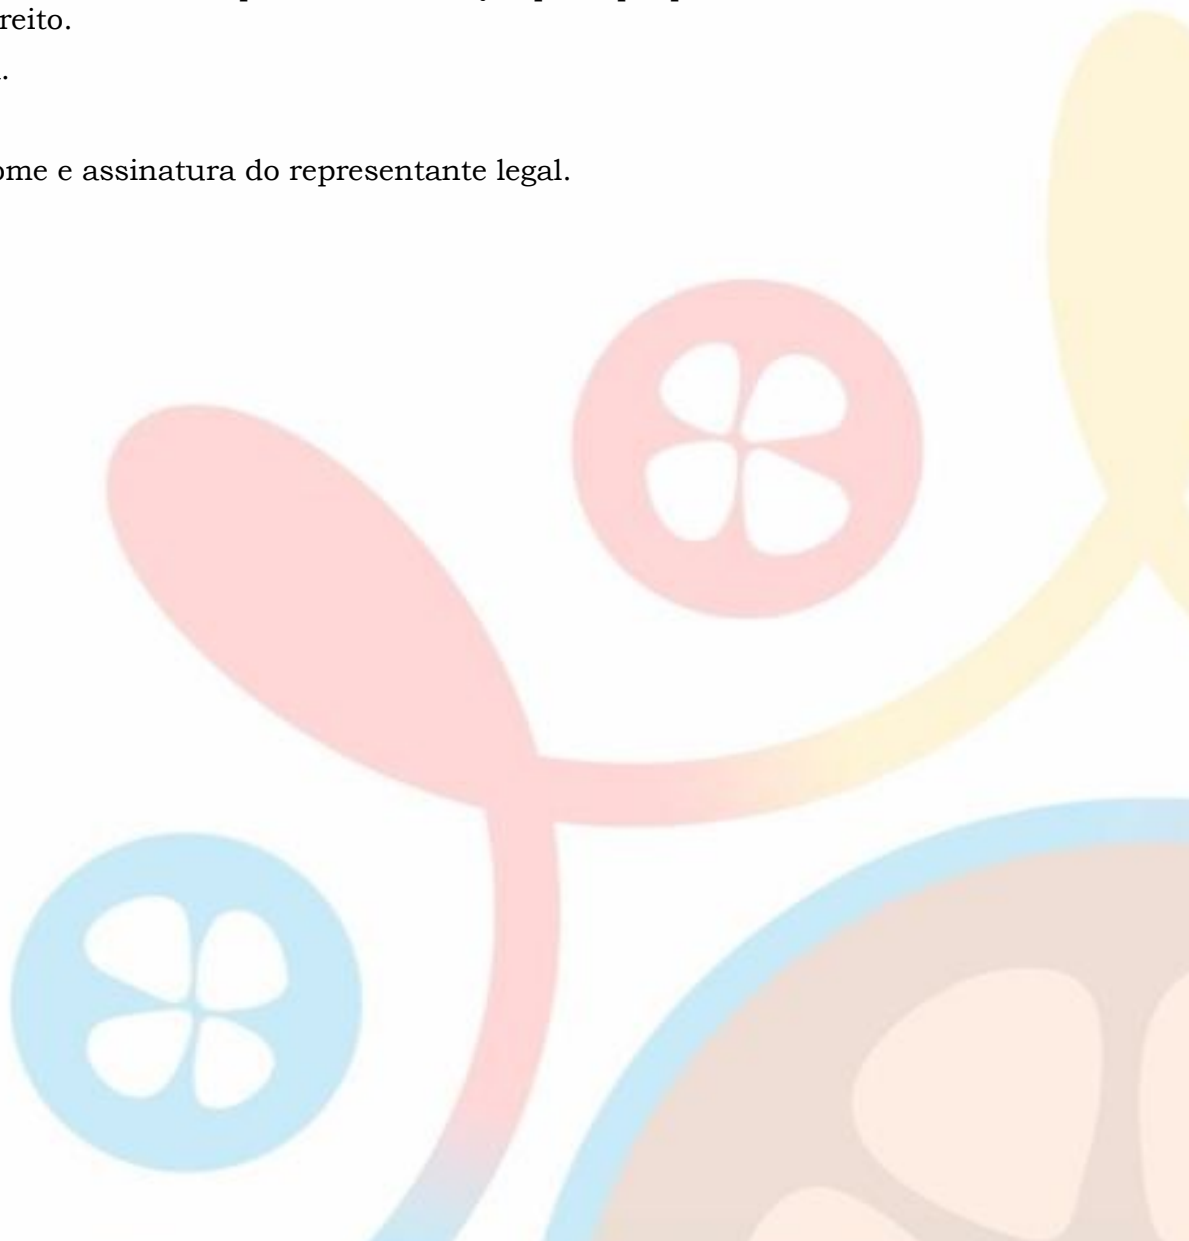 reito.
.
ome e assinatura do representante legal.